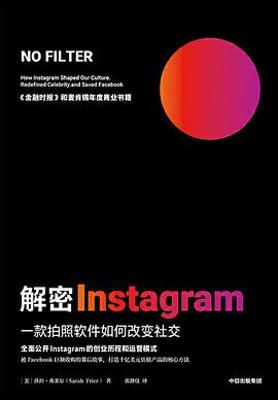 NO FILTER
How Instagram Shaped Our Culture,
Redefined Celebrity and Saved Facebook
《金融时报》和麦肯锡年度商业书籍
解密Instagram
一款拍照软件如何改变社交
全面公开Instagram的创业历程和运营模式
被Facebook巨额收购的幕后故事,打造千亿美元估值产品的核心方法
[美]莎拉·弗莱尔(Sarah Frier) 著 张静仪 译
中信出版集团